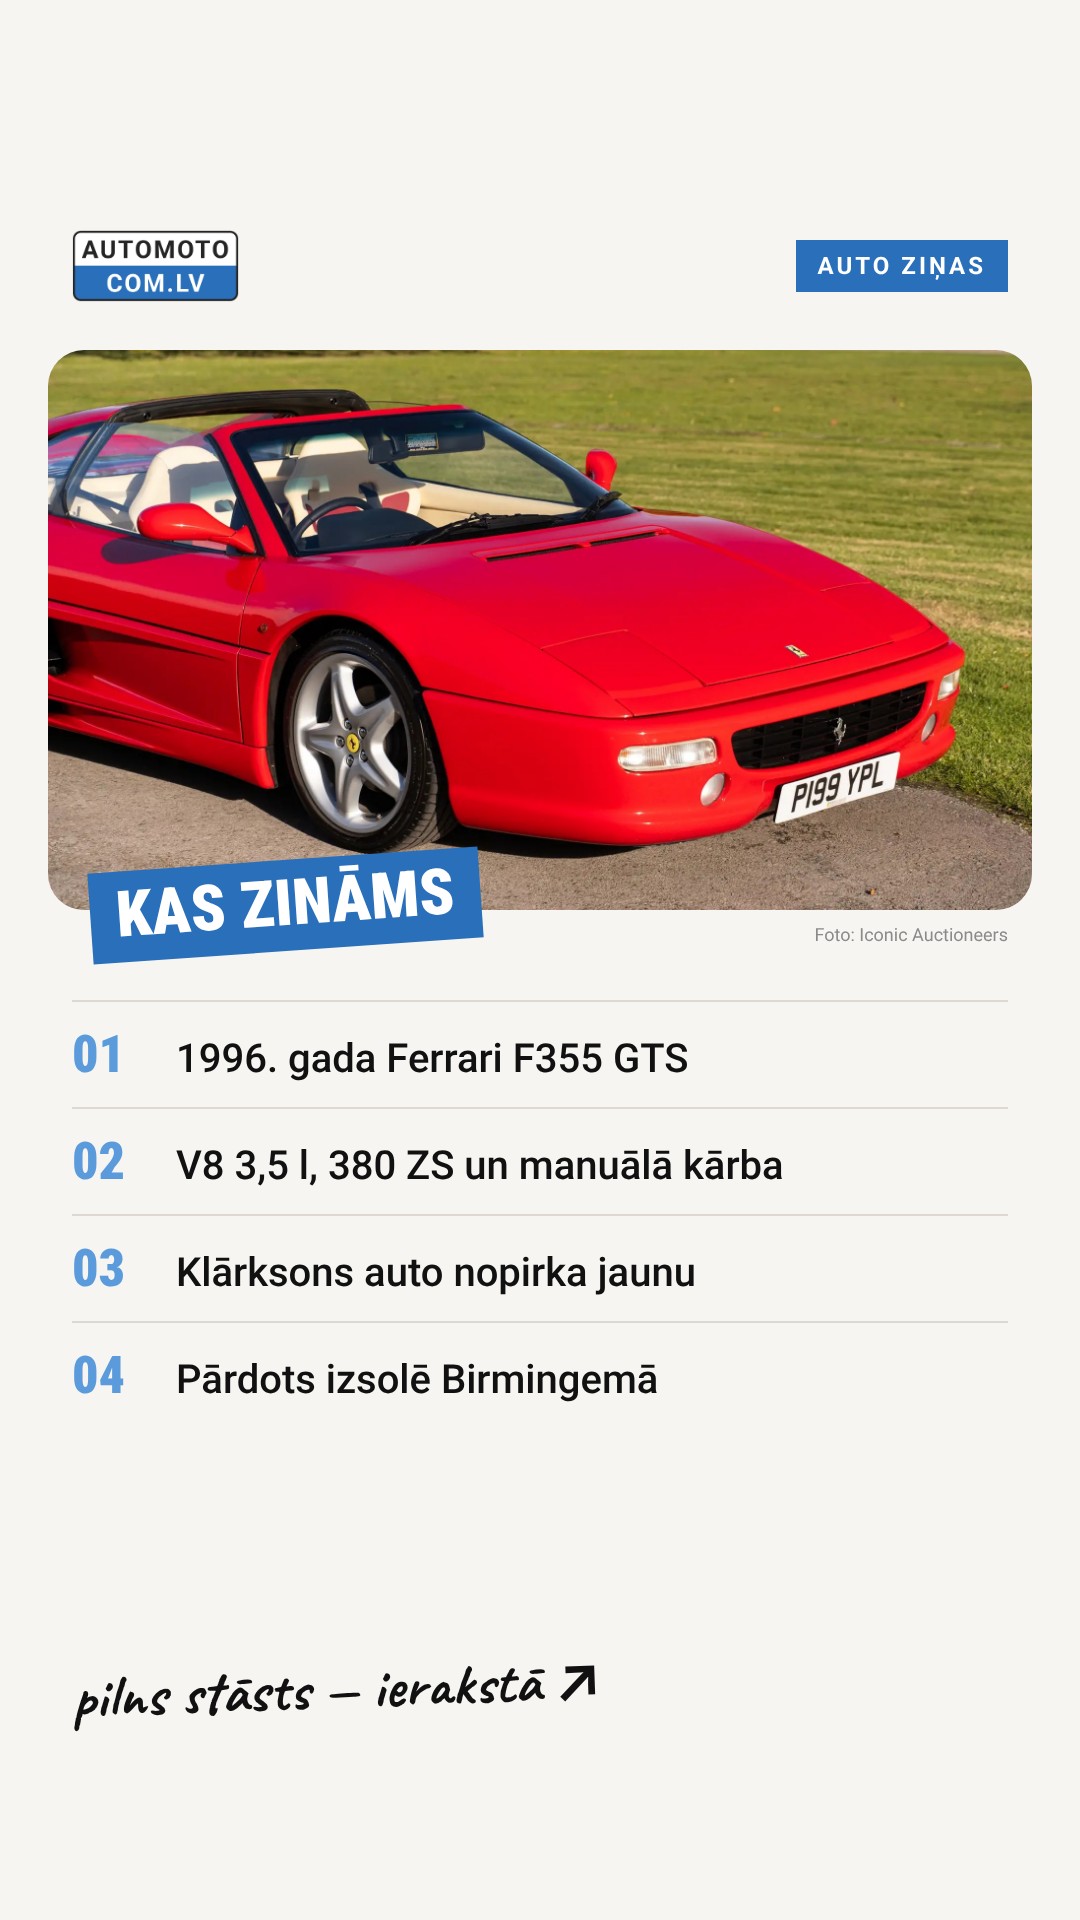 AUTOMOTO
COM.LV
AUTO ZIŅAS
P199 YPL
KAS ZINĀMS
Foto: Iconic Auctioneers
01 1996. gada Ferrari F355 GTS
02 V8 3,5 l, 380 ZS un manuālā kārba
03 Klārksons auto nopirka jaunu
04 Pārdots izsolē Birmingemā
pilns stāsts – ierakstā ↗